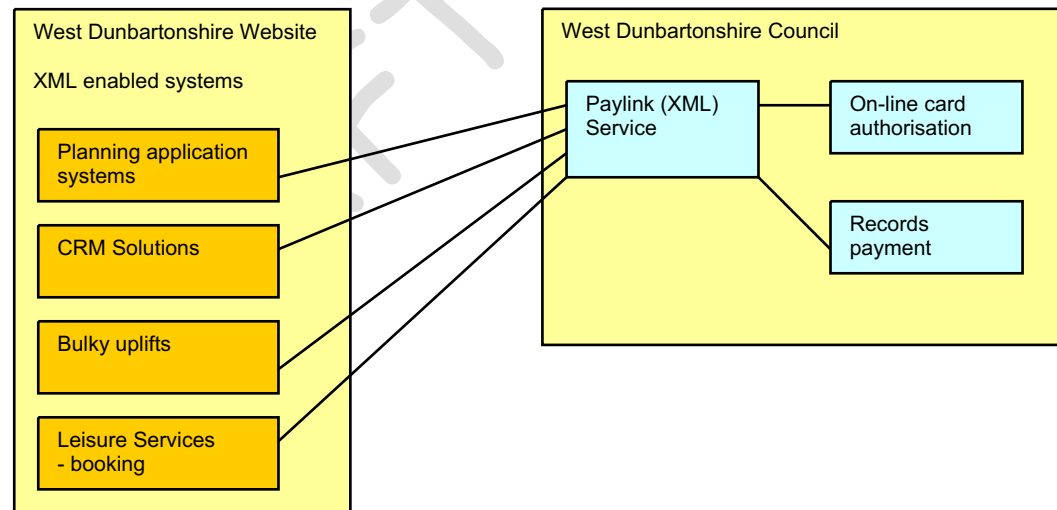 West Dunbartonshire Website
XML enabled systems
Planning application
systems
CRM Solutions
Bulky uplifts
Leisure Services
- booking
West Dunbartonshire Council
Paylink (XML)
Service
On-line card
authorisation
Records
payment